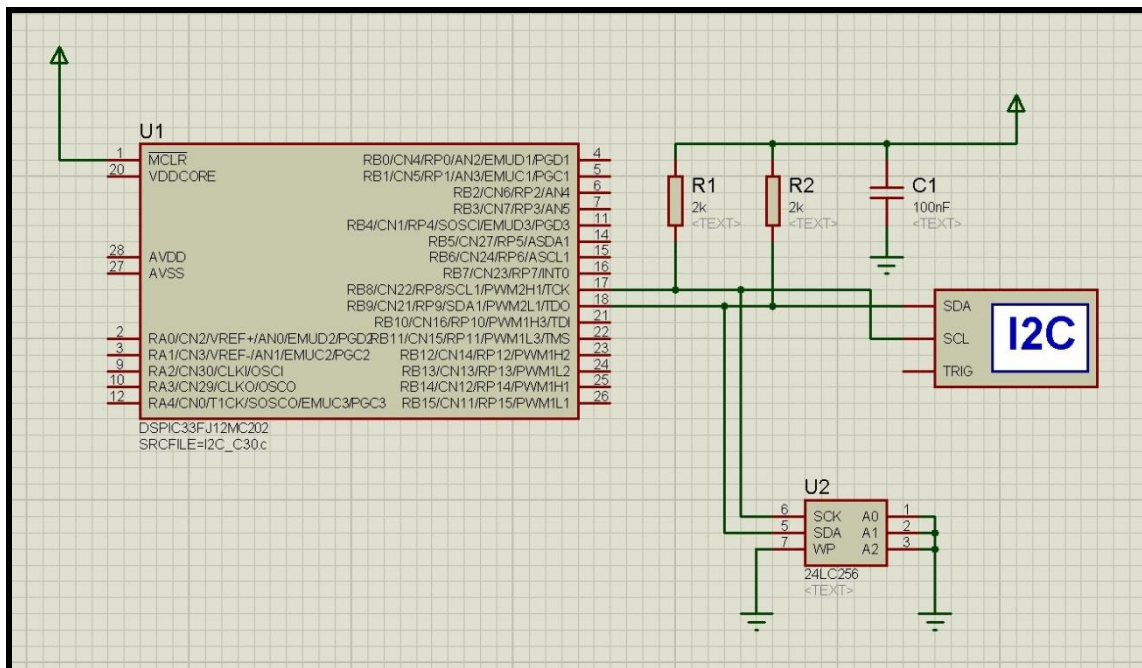 U1
1 MCLR
20 VDDCORE
28 AVDD
27 AVSS
2 RA0/CN2/VREF+/AN0/EMUD2/PGD2
3 RA1/CN3/VREF-/AN1/EMUC2/PGC2
9 RA2/CN30/CLKI/OSCI
10 RA3/CN29/CLKO/OSCO
12 RA4/CN0/T1CK/SOSCO/EMUC3/PGC3
RB0/CN4/RP0/AN2/EMUD1/PGD1 4
RB1/CN5/RP1/AN3/EMUC1/PGC1 5
RB2/CN6/RP2/AN4 6
RB3/CN7/RP3/AN5 7
RB4/CN1/RP4/SOSCI/EMUD3/PGD3 11
RB5/CN27/RP5/ASDA1 14
RB6/CN24/RP6/ASCL1 15
RB7/CN23/RP7/INT0 16
RB8/CN22/RP8/SCL1/PWM2H1/TCK 17
RB9/CN21/RP9/SDA1/PWM2L1/TDO 18
RB10/CN16/RP10/PWM1H3/TDI 21
RB11/CN15/RP11/PWM1L3/TMS 22
RB12/CN14/RP12/PWM1H2 23
RB13/CN13/RP13/PWM1L2 24
RB14/CN12/RP14/PWM1H1 25
RB15/CN11/RP15/PWM1L1 26
DSPIC33FJ12MC202
SRCFILE=I2C_C30.c
R1
2k
<TEXT>
R2
2k
<TEXT>
C1
100nF
<TEXT>
SDA
SCL
TRIG
I2C
U2
6 SCK A0 1
5 SDA A1 2
7 WP A2 3
24LC256
<TEXT>